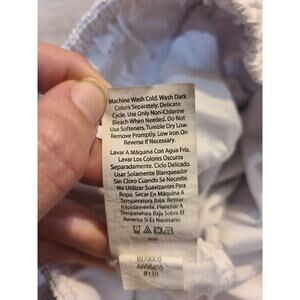 Machine Wash Cold. Wash Dark
Colors Separately. Delicate
Cycle. Use Only Non-Chlorine
Bleach When Needed. Do Not
Use Softeners. Tumble Dry Low.
Remove Promptly. Low Iron On
Reverse If Necessary.
Lavar A Máquina Con Agua Fría.
Lavar Los Colores Oscuros
Separadamente. Ciclo Delicado.
Usar Solamente Blanqueador
Sin Cloro Cuando Se Necesite.
No Utilizar Suavizantes Para
Ropa. Secar En Máquina A
Temperatura Baja. Retirar
Rápidamente. Planchar A
Temperatura Baja Sobre El
Reverso Si Es Necesario.
BD9008
#110